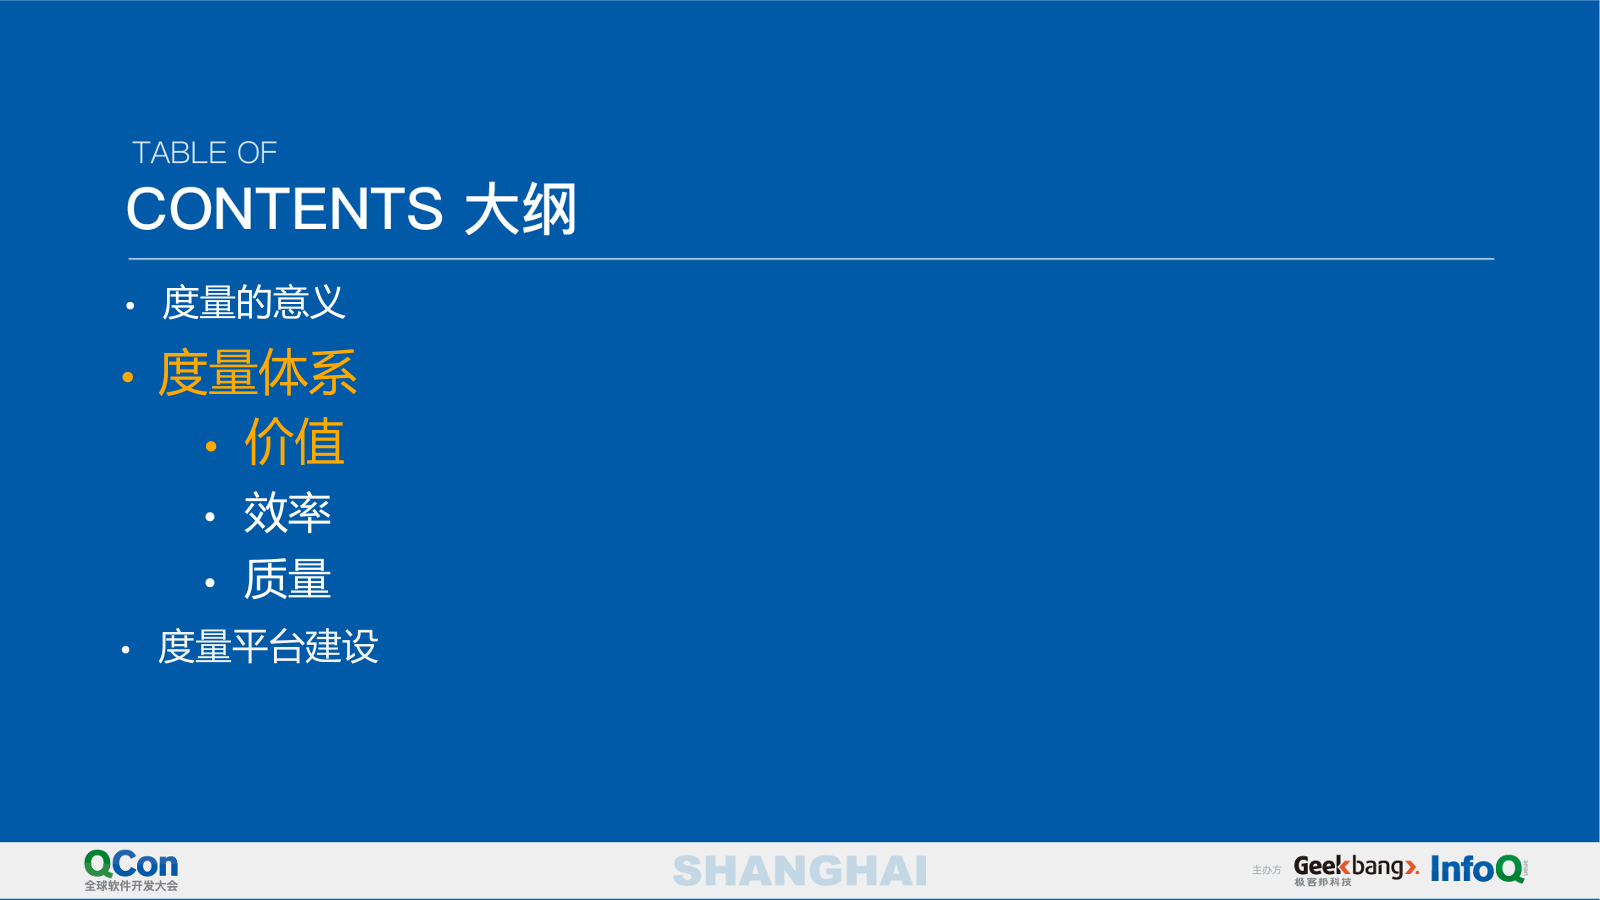 TABLE OF
CONTENTS 大纲
• 度量的意义
• 度量体系
• 价值
• 效率
• 质量
• 度量平台建设
QCon
全球软件开发大会
SHANGHAI
主办方
Geekbang>.
极客邦科技
InfoQ